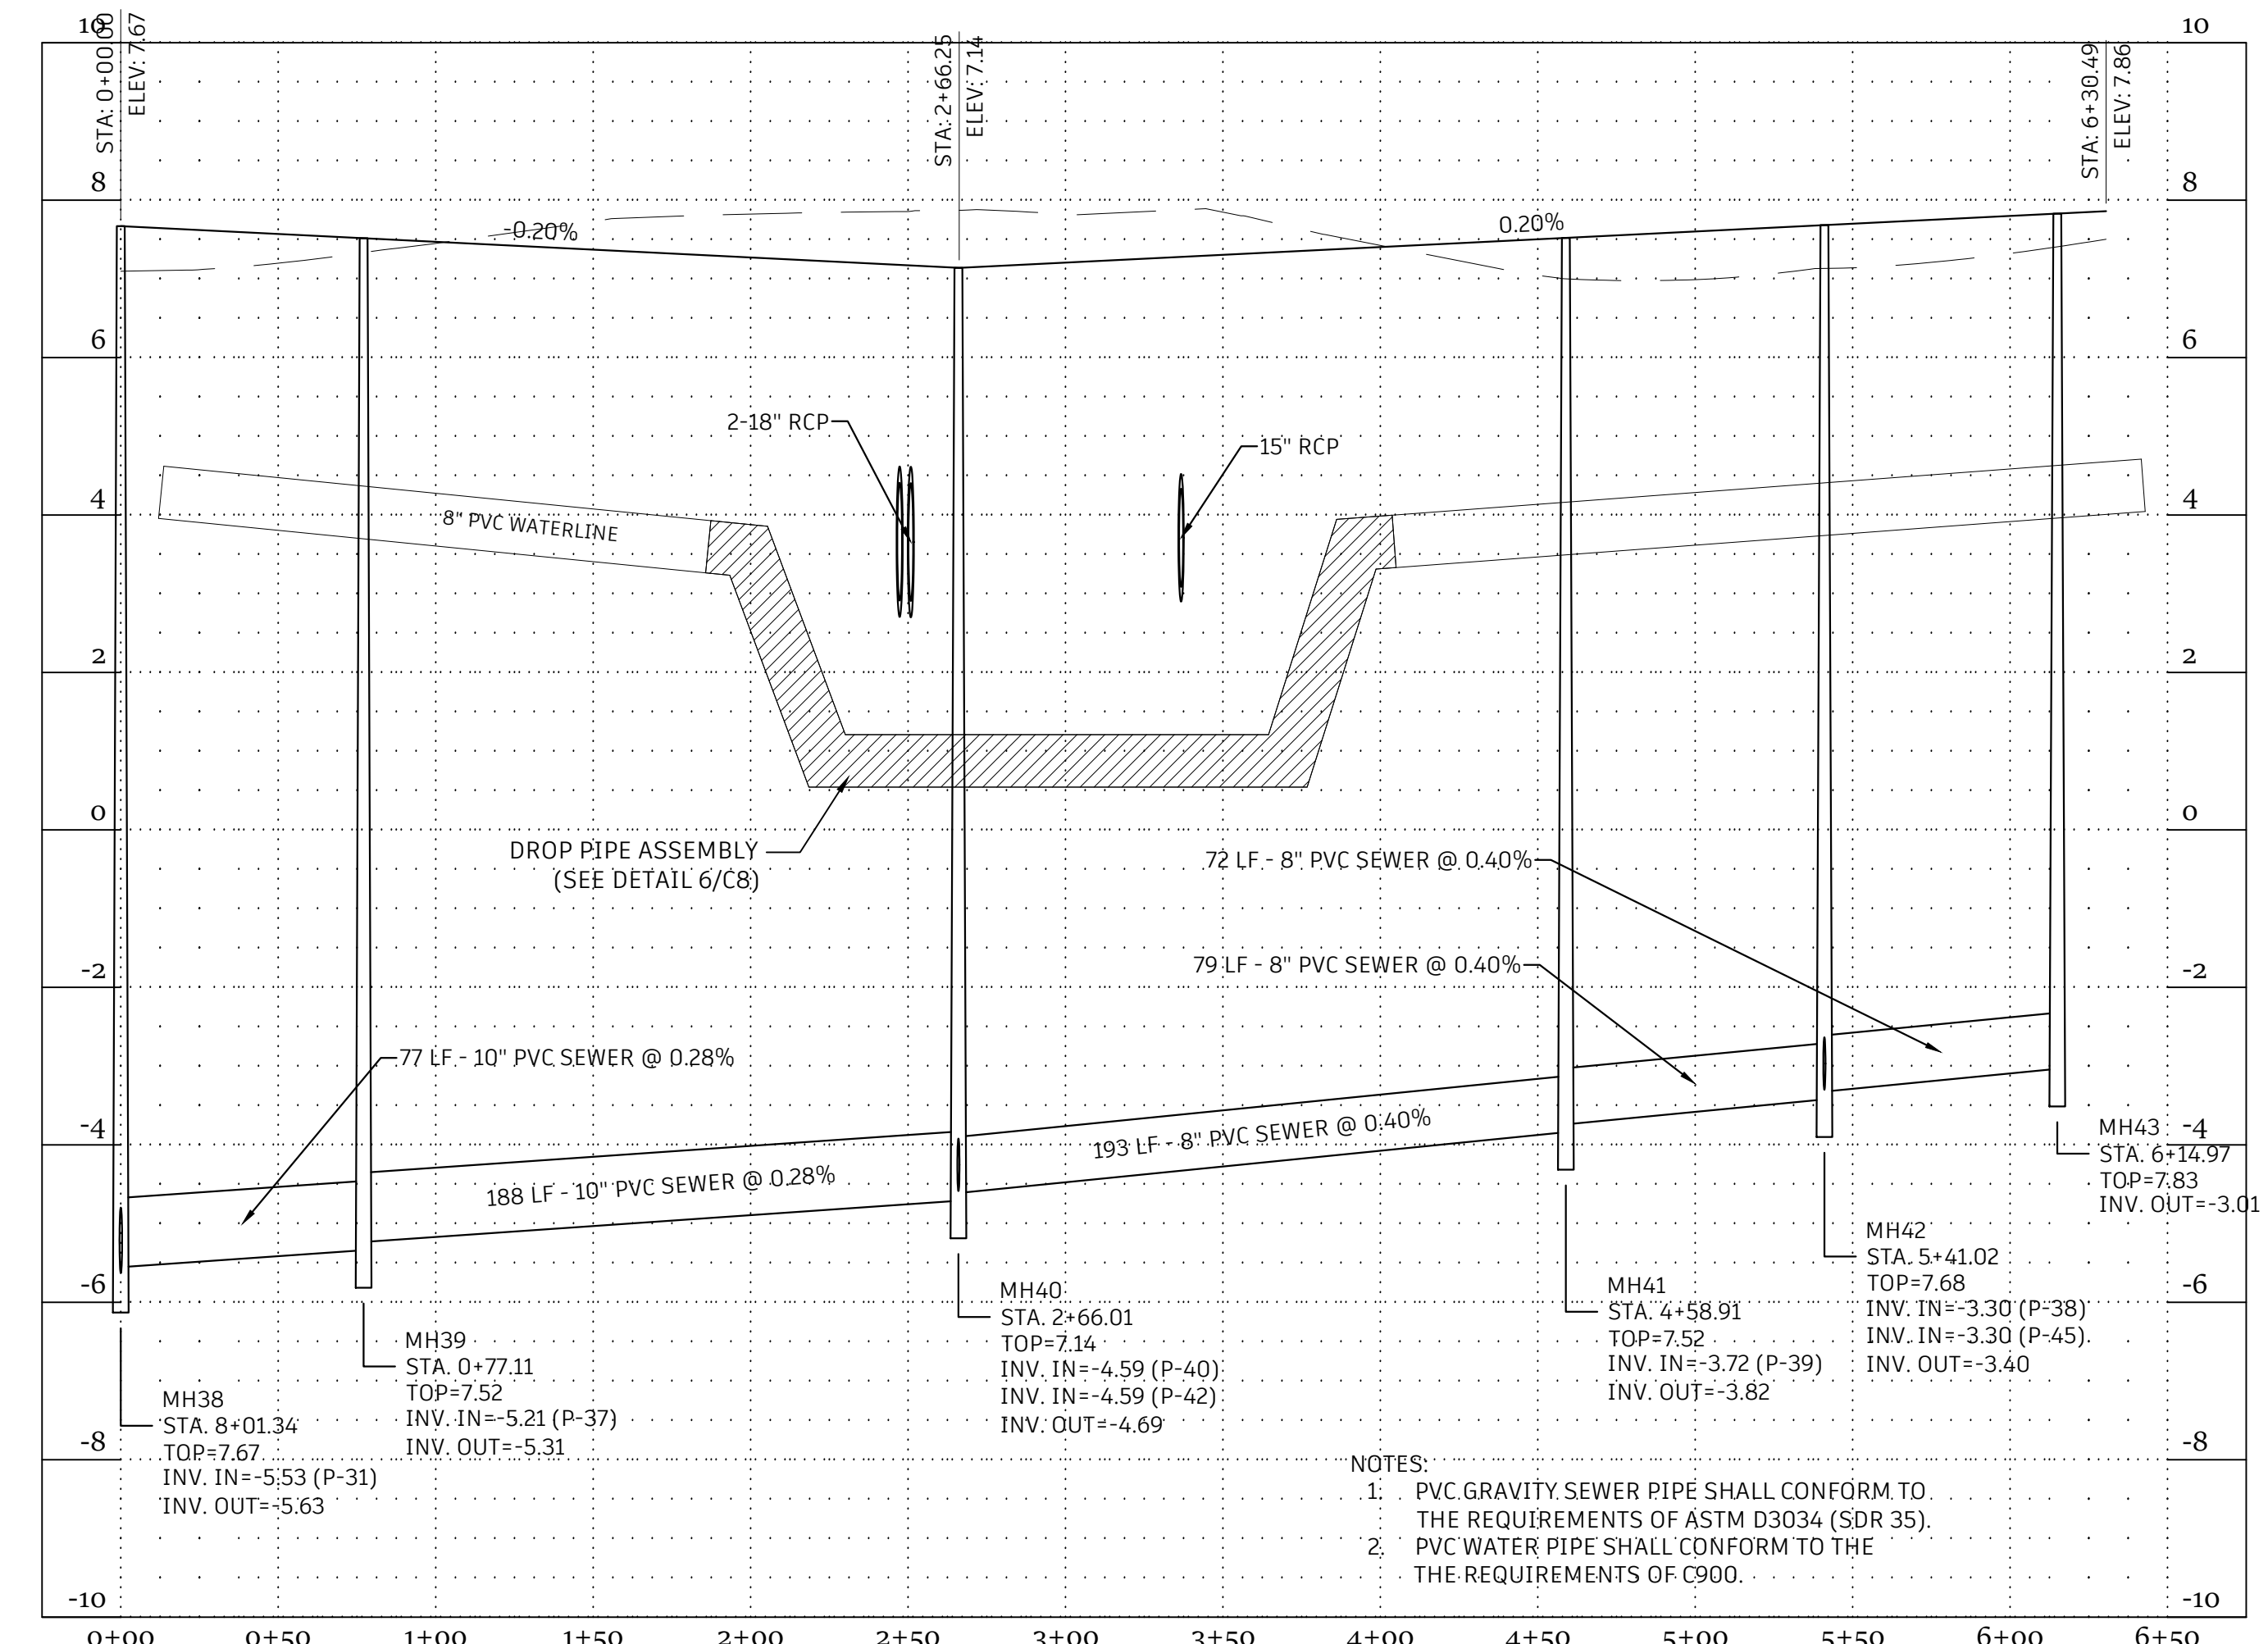 STA: 0+00.00
ELEV: 7.67
STA: 2+66.25
ELEV: 7.14
STA: 6+30.49
ELEV: 7.86
10
10
8
8
-0.20%
0.20%
6
6
2-18" RCP
15" RCP
4
4
8" PVC WATERLINE
2
2
0
0
DROP PIPE ASSEMBLY
(SEE DETAIL 6/C8)
72 LF - 8" PVC SEWER @ 0.40%
79 LF - 8" PVC SEWER @ 0.40%
-2
-2
77 LF - 10" PVC SEWER @ 0.28%
-4
-4
193 LF - 8" PVC SEWER @ 0.40%
188 LF - 10" PVC SEWER @ 0.28%
MH43
STA. 6+14.97
TOP=7.83
INV. OUT=-3.01
MH42
STA. 5+41.02
TOP=7.68
INV. IN=-3.30 (P-38)
INV. IN=-3.30 (P-45)
INV. OUT=-3.40
-6
-6
MH41
STA. 4+58.91
TOP=7.52
INV. IN=-3.72 (P-39)
INV. OUT=-3.82
MH40
STA. 2+66.01
TOP=7.14
INV. IN=-4.59 (P-40)
INV. IN=-4.59 (P-42)
INV. OUT=-4.69
MH39
STA. 0+77.11
TOP=7.52
INV. IN=-5.21 (P-37)
INV. OUT=-5.31
MH38
STA. 8+01.34
TOP=7.67
INV. IN=-5.53 (P-31)
INV. OUT=-5.63
-8
-8
NOTES:
1. PVC GRAVITY SEWER PIPE SHALL CONFORM TO
THE REQUIREMENTS OF ASTM D3034 (SDR 35).
2. PVC WATER PIPE SHALL CONFORM TO THE
THE REQUIREMENTS OF C900.
-10
-10
0+00 0+50 1+00 1+50 2+00 2+50 3+00 3+50 4+00 4+50 5+00 5+50 6+00 6+50